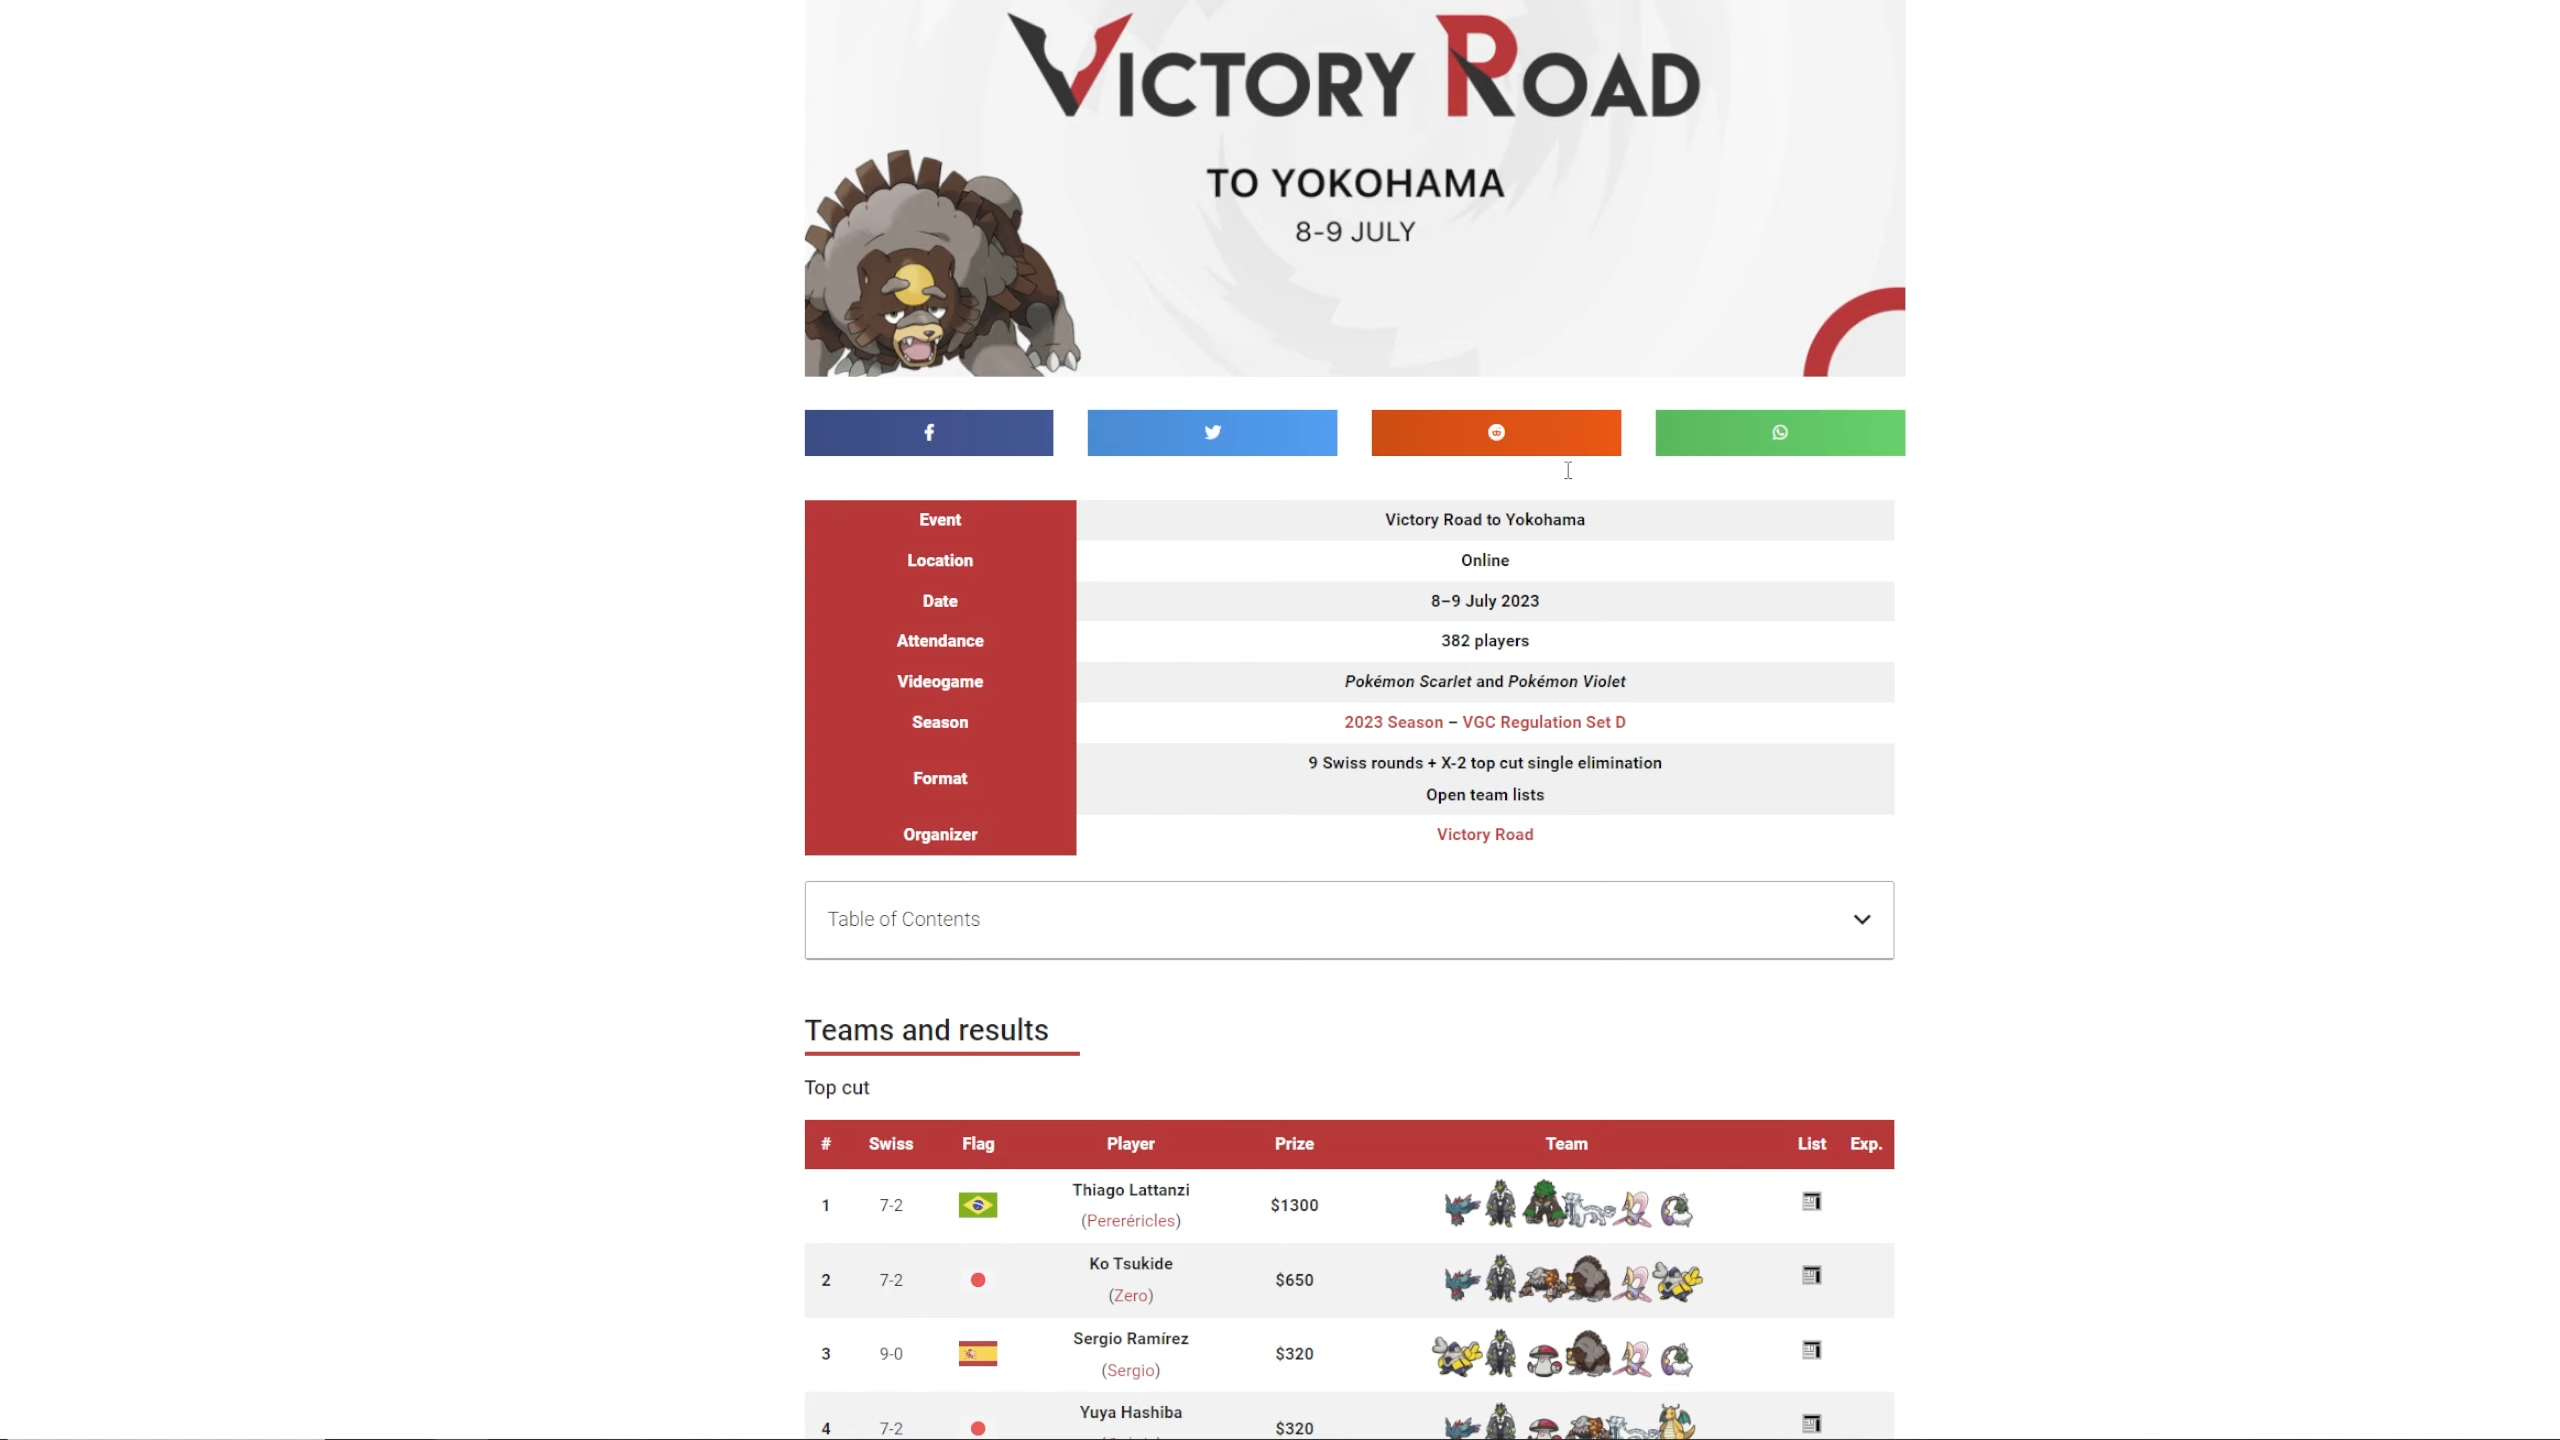 VICTORY ROAD
TO YOKOHAMA
8-9 JULY
Event Victory Road to Yokohama
Location Online
Date 8–9 July 2023
Attendance 382 players
Videogame Pokémon Scarlet and Pokémon Violet
Season 2023 Season – VGC Regulation Set D
Format 9 Swiss rounds + X-2 top cut single elimination
Open team lists
Organizer Victory Road
Table of Contents
Teams and results
Top cut
# Swiss Flag Player Prize Team List Exp.
1 7-2 Thiago Lattanzi $1300
(Pereréricles)
2 7-2 Ko Tsukide $650
(Zero)
3 9-0 Sergio Ramírez $320
(Sergio)
4 7-2 Yuya Hashiba $320